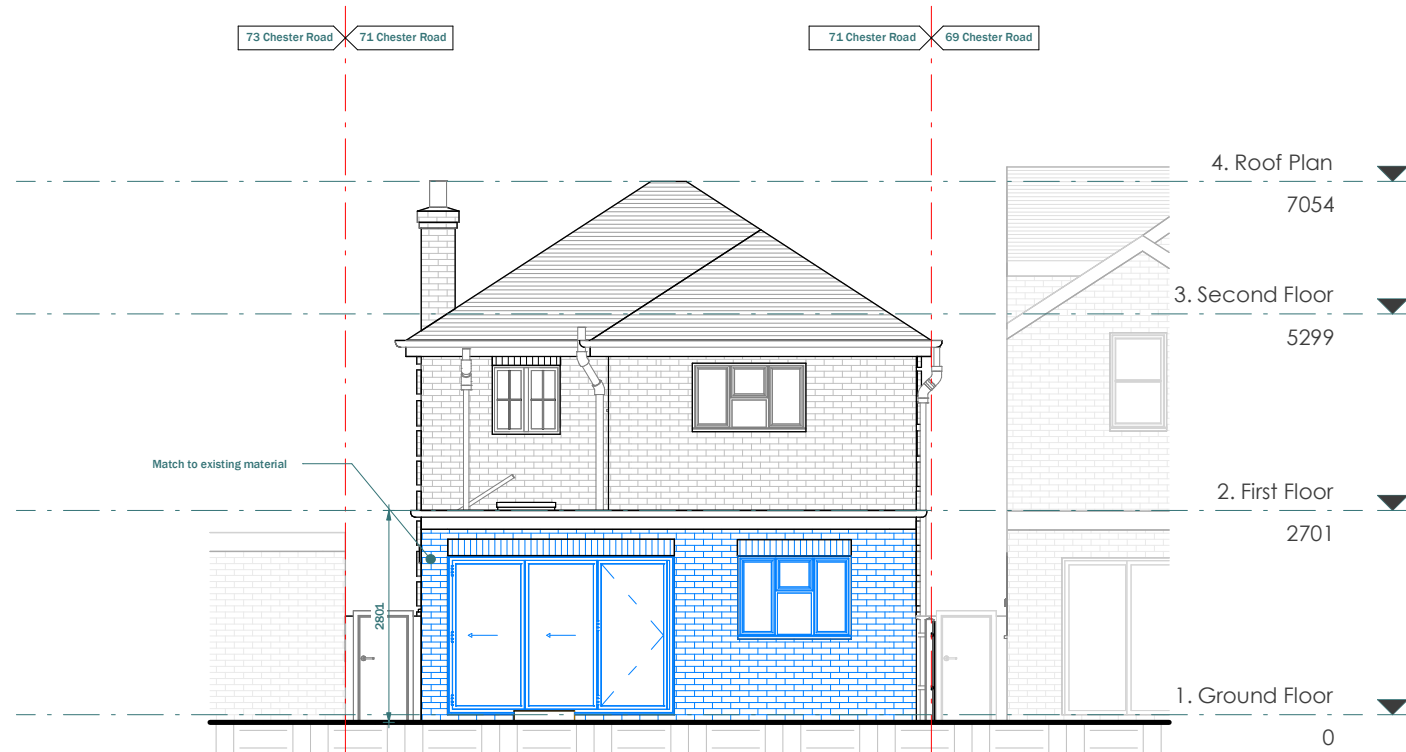 73 Chester Road
71 Chester Road
71 Chester Road
69 Chester Road
4. Roof Plan
7054
3. Second Floor
5299
Match to existing material
2. First Floor
2701
2801
1. Ground Floor
0